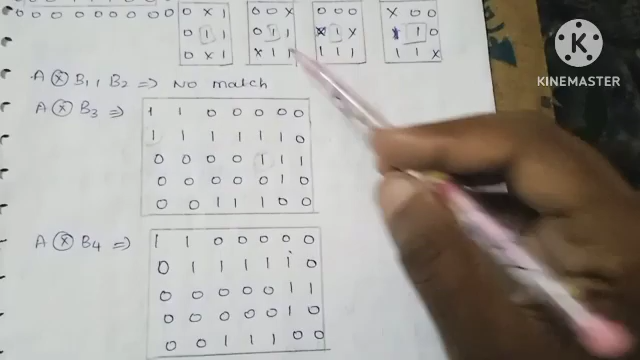 0 0 0 0 0 0 0 0 0
0 x 1 0 0 x 0 0 0 x 0 0
0 1 1 0 1 1 x 1 x 1 0
0 x 1 x 1 1 1 1 1 1 x
KINEMASTER
A ⊗ B1, B2 ⇒ No match
A ⊗ B3 ⇒ 1 1 0 0 0 0 0
1 1 1 1 1 1 0
0 0 0 0 1 1 1
0 0 0 0 0 1 0
0 0 1 1 1 0 0
A ⊗ B4 ⇒ 1 1 0 0 0 0 0
0 1 1 1 1 1 0
0 0 0 0 0 1 1
0 0 0 0 0 1 0
0 0 1 1 1 0 0